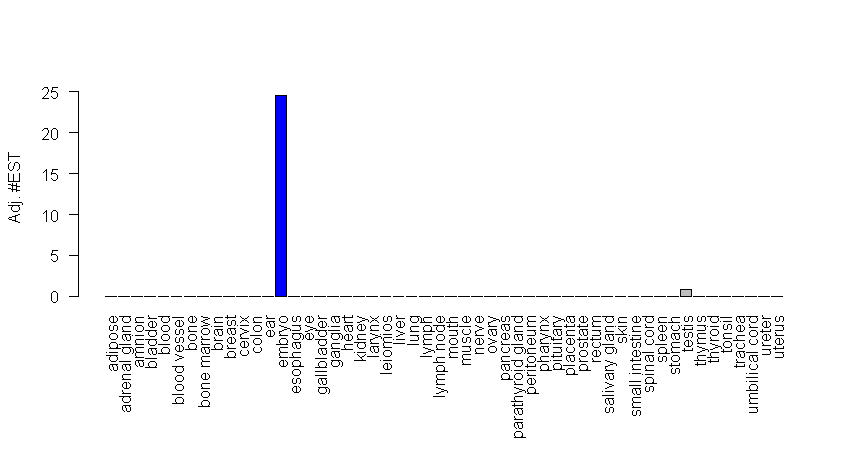 Adj. #EST
25
20
15
10
5
0
adipose
adrenal gland
amnion
bladder
blood
blood vessel
bone
bone marrow
brain
breast
cervix
colon
ear
embryo
esophagus
eye
gallbladder
ganglia
heart
kidney
larynx
leiomios
liver
lung
lymph
lymph node
mouth
muscle
nerve
ovary
pancreas
parathyroid gland
peritoneum
pharynx
pituitary
placenta
prostate
rectum
salivary gland
skin
small intestine
spinal cord
spleen
stomach
testis
thymus
thyroid
tonsil
trachea
umbilical cord
ureter
uterus